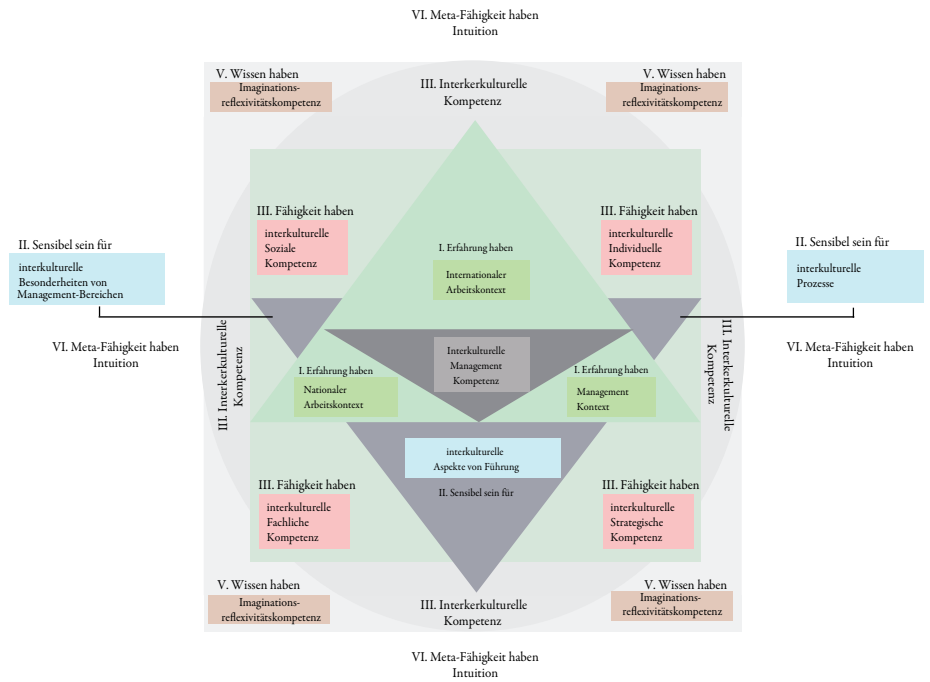 VI. Meta-Fähigkeit haben
Intuition
V. Wissen haben
Imaginations-
reflexivitätskompetenz
III. Interkerkulturelle
Kompetenz
V. Wissen haben
Imaginations-
reflexivitätskompetenz
III. Fähigkeit haben
interkulturelle
Soziale
Kompetenz
III. Fähigkeit haben
interkulturelle
Individuelle
Kompetenz
II. Sensibel sein für
interkulturelle
Besonderheiten von
Management-Bereichen
I. Erfahrung haben
Internationaler
Arbeitskontext
II. Sensibel sein für
interkulturelle
Prozesse
VI. Meta-Fähigkeit haben
Intuition
III. Interkerkulturelle
Kompetenz
I. Erfahrung haben
Nationaler
Arbeitskontext
Interkulturelle
Management
Kompetenz
I. Erfahrung haben
Management
Kontext
III. Interkerkulturelle
Kompetenz
VI. Meta-Fähigkeit haben
Intuition
interkulturelle
Aspekte von Führung
II. Sensibel sein für
III. Fähigkeit haben
interkulturelle
Fachliche
Kompetenz
III. Fähigkeit haben
interkulturelle
Strategische
Kompetenz
V. Wissen haben
Imaginations-
reflexivitätskompetenz
III. Interkerkulturelle
Kompetenz
V. Wissen haben
Imaginations-
reflexivitätskompetenz
VI. Meta-Fähigkeit haben
Intuition